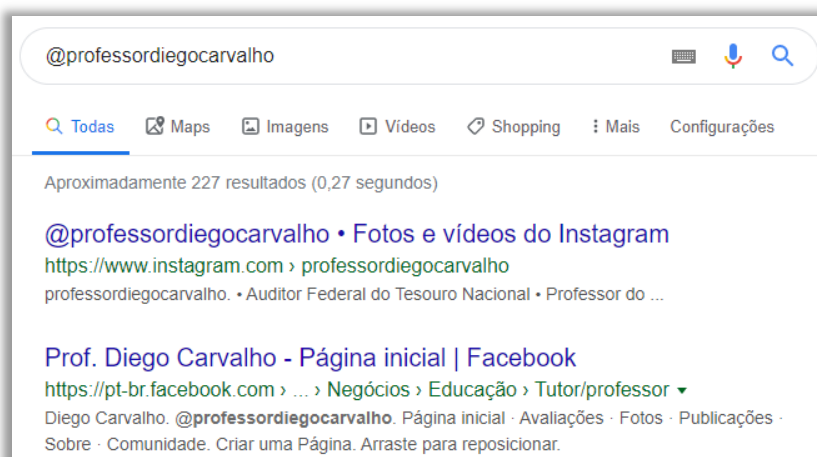 @professordiegocarvalho
Todas Maps Imagens Vídeos Shopping Mais Configurações
Aproximadamente 227 resultados (0,27 segundos)
@professordiegocarvalho • Fotos e vídeos do Instagram
https://www.instagram.com › professordiegocarvalho
professordiegocarvalho. • Auditor Federal do Tesouro Nacional • Professor do ...
Prof. Diego Carvalho - Página inicial | Facebook
https://pt-br.facebook.com › ... › Negócios › Educação › Tutor/professor
Diego Carvalho. @professordiegocarvalho. Página inicial · Avaliações · Fotos · Publicações ·
Sobre · Comunidade. Criar uma Página. Arraste para reposicionar.